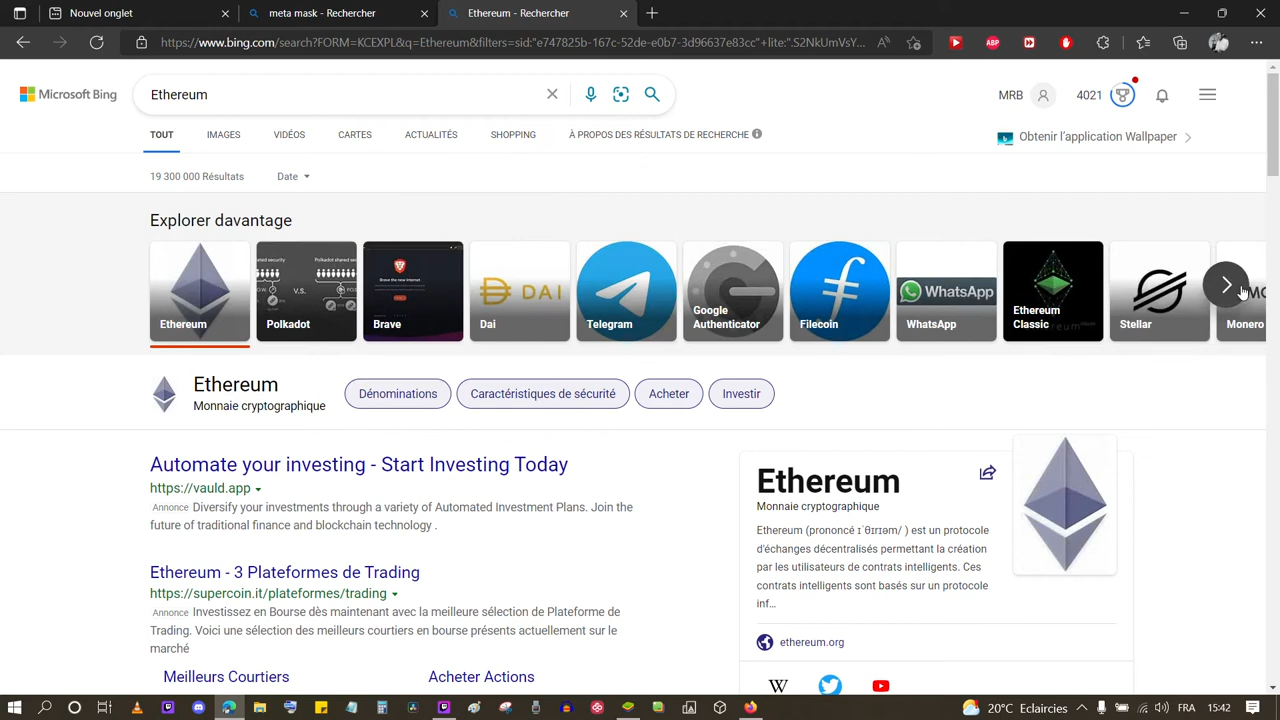 Nouvel onglet
meta mask - Rechercher
Ethereum - Rechercher
https://www.bing.com/search?FORM=KCEXPL&q=Ethereum&filters=sid:"e747825b-167c-52de-e0b7-3d96637e83cc"+lite:".S2NkUmVsY...
ABP
Microsoft Bing
Ethereum
MRB
4021
TOUT
IMAGES
VIDÉOS
CARTES
ACTUALITÉS
SHOPPING
À PROPOS DES RÉSULTATS DE RECHERCHE
Obtenir l'application Wallpaper
19 300 000 Résultats
Date
Explorer davantage
Ethereum
Polkadot
V.S.
Brave
DAI
Dai
Telegram
Google
Authenticator
Filecoin
WhatsApp
WhatsApp
Ethereum
Classic
Stellar
Monero
Ethereum
Monnaie cryptographique
Dénominations
Caractéristiques de sécurité
Acheter
Investir
Automate your investing - Start Investing Today
https://vauld.app
Annonce Diversify your investments through a variety of Automated Investment Plans. Join the
future of traditional finance and blockchain technology .
Ethereum - 3 Plateformes de Trading
https://supercoin.it/plateformes/trading
Annonce Investissez en Bourse dès maintenant avec la meilleure sélection de Plateforme de
Trading. Voici une sélection des meilleurs courtiers en bourse présents actuellement sur le
marché
Meilleurs Courtiers
Acheter Actions
Ethereum
Monnaie cryptographique
Ethereum (prononcé ɪˈθɪrɪəm/ ) est un protocole
d'échanges décentralisés permettant la création
par les utilisateurs de contrats intelligents. Ces
contrats intelligents sont basés sur un protocole
inf...
ethereum.org
W
20°C Eclaircies
FRA
15:42